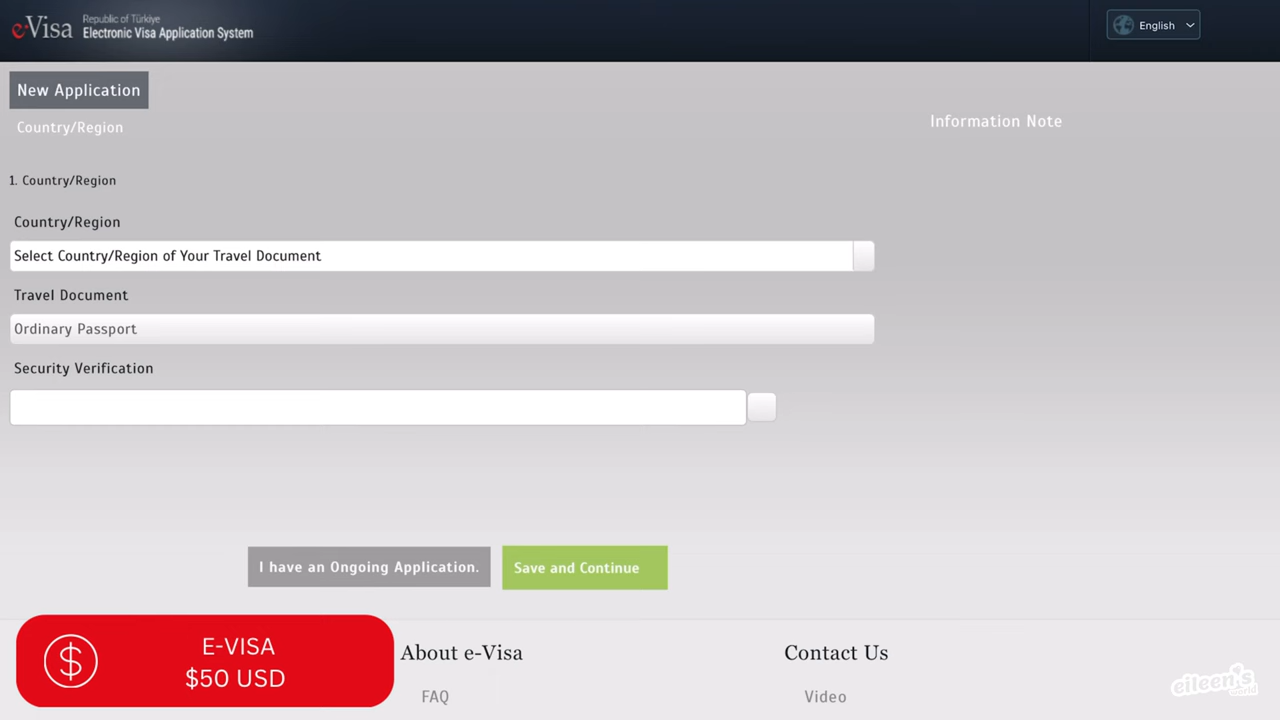 e-Visa
Republic of Türkiye
Electronic Visa Application System
English
New Application
Country/Region
Information Note
1. Country/Region
Country/Region
Select Country/Region of Your Travel Document
Travel Document
Ordinary Passport
Security Verification
I have an Ongoing Application.
Save and Continue
$
E-VISA
$50 USD
About e-Visa
FAQ
Contact Us
Video
eileen's